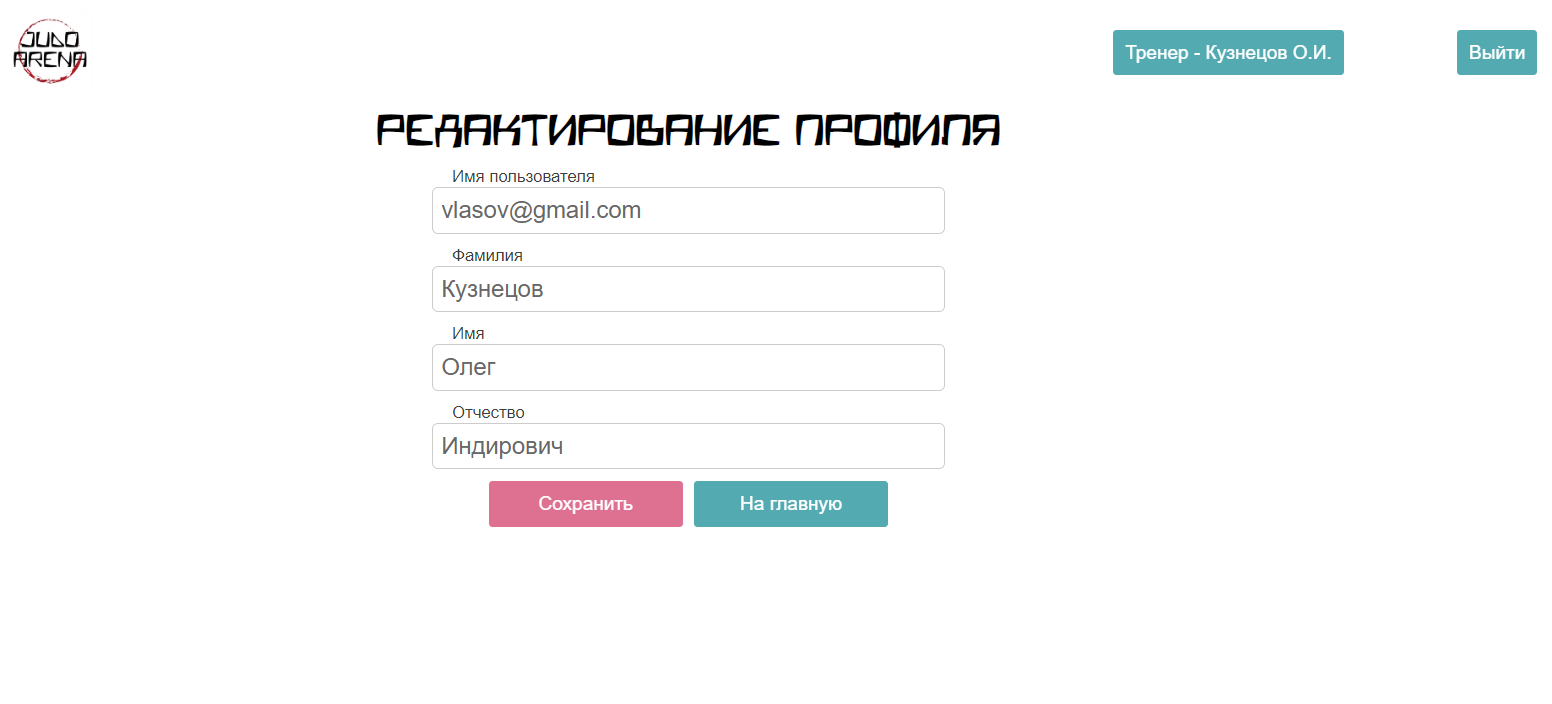 JUDO
ARENA
Тренер - Кузнецов О.И.
Выйти
РЕДАКТИРОВАНИЕ ПРОФИЛЯ
Имя пользователя
vlasov@gmail.com
Фамилия
Кузнецов
Имя
Олег
Отчество
Индирович
Сохранить
На главную